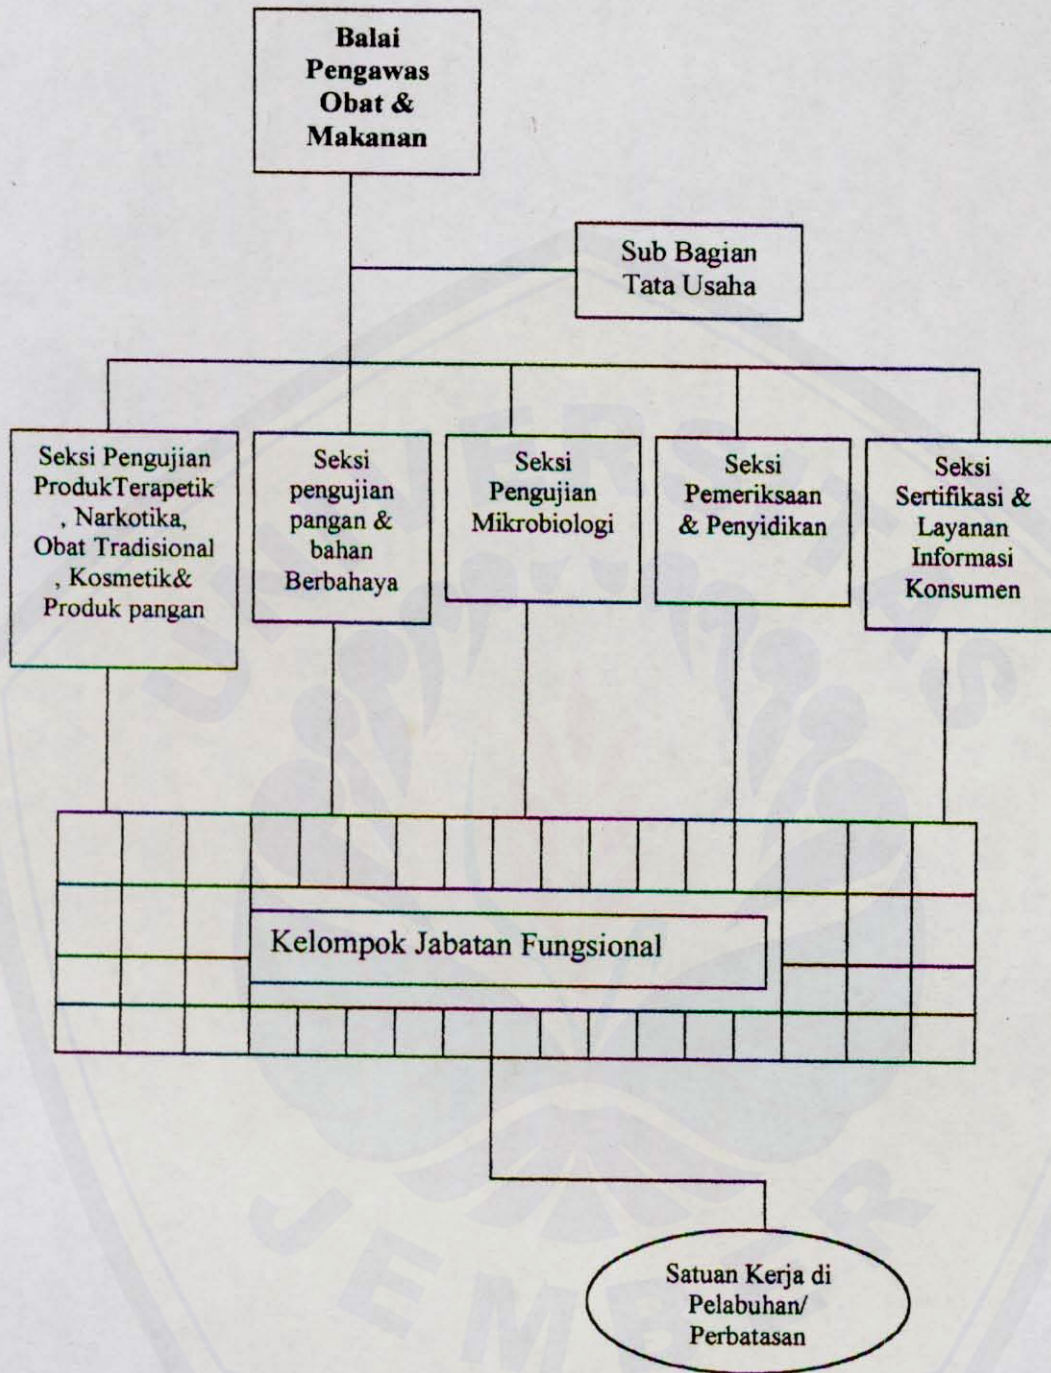 Balai
Pengawas
Obat &
Makanan
Sub Bagian
Tata Usaha
Seksi Pengujian
ProdukTerapetik
, Narkotika,
Obat Tradisional
, Kosmetik&
Produk pangan
Seksi
pengujian
pangan &
bahan
Berbahaya
Seksi
Pengujian
Mikrobiologi
Seksi
Pemeriksaan
& Penyidikan
Seksi
Sertifikasi &
Layanan
Informasi
Konsumen
Kelompok Jabatan Fungsional
Satuan Kerja di
Pelabuhan/
Perbatasan
UNIVERSITAS
JEMBER